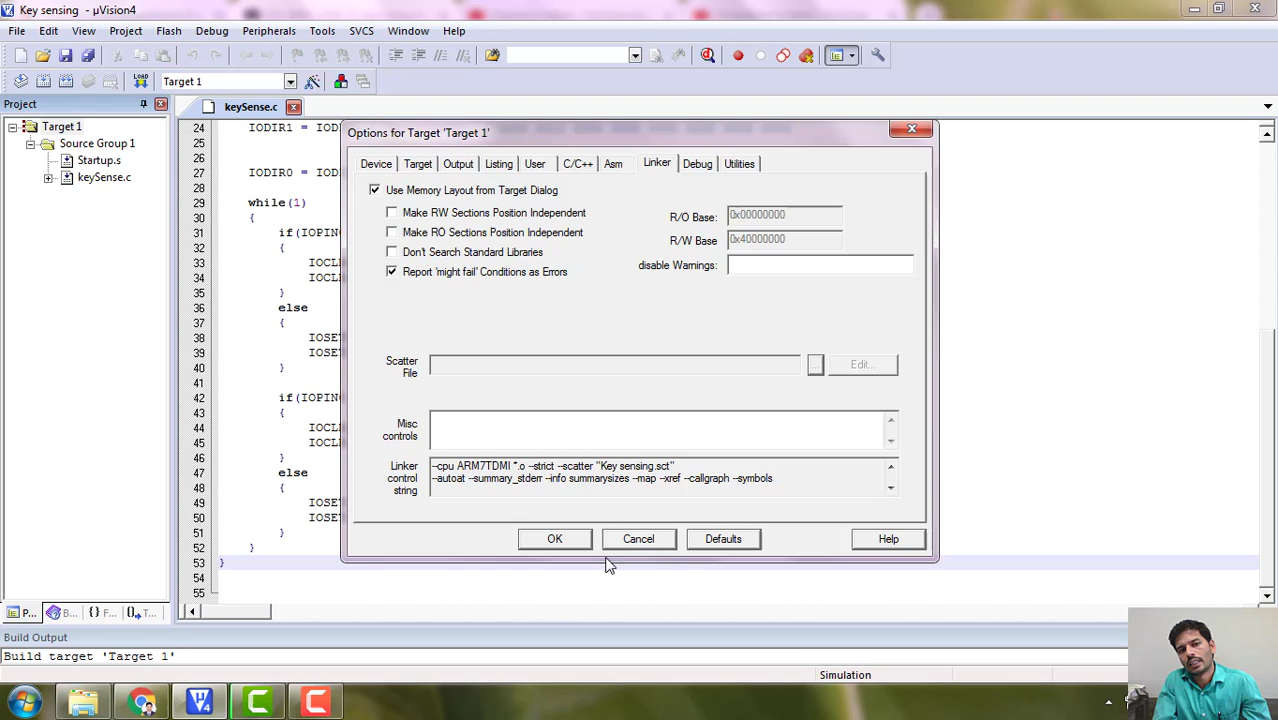 Key sensing - µVision4
File Edit View Project Flash Debug Peripherals Tools SVCS Window Help
LOAD Target 1
Project
keySense.c
Target 1
Source Group 1
Startup.s
keySense.c
24 IODIR1 = IOD
25
26
27 IODIR0 = IOD
28
29 while(1)
30 {
31 if(IOPIN
32 {
33 IOCL
34 IOCL
35 }
36 else
37 {
38 IOSE
39 IOSE
40 }
41
42 if(IOPIN
43 {
44 IOCL
45 IOCL
46 }
47 else
48 {
49 IOSE
50 IOSE
51 }
52 }
53 }
54
55
Options for Target 'Target 1'
Device Target Output Listing User C/C++ Asm Linker Debug Utilities
Use Memory Layout from Target Dialog
Make RW Sections Position Independent
R/O Base: 0x00000000
Make RO Sections Position Independent
R/W Base 0x40000000
Don't Search Standard Libraries
disable Warnings:
Report 'might fail' Conditions as Errors
Scatter
File
... Edit...
Misc
controls
Linker
control
string
--cpu ARM7TDMI *.o --strict --scatter "Key sensing.sct"
--autoat --summary_stderr --info summarysizes --map --xref --callgraph --symbols
OK Cancel Defaults Help
P... B... {} F... T...
Build Output
Build target 'Target 1'
Simulation